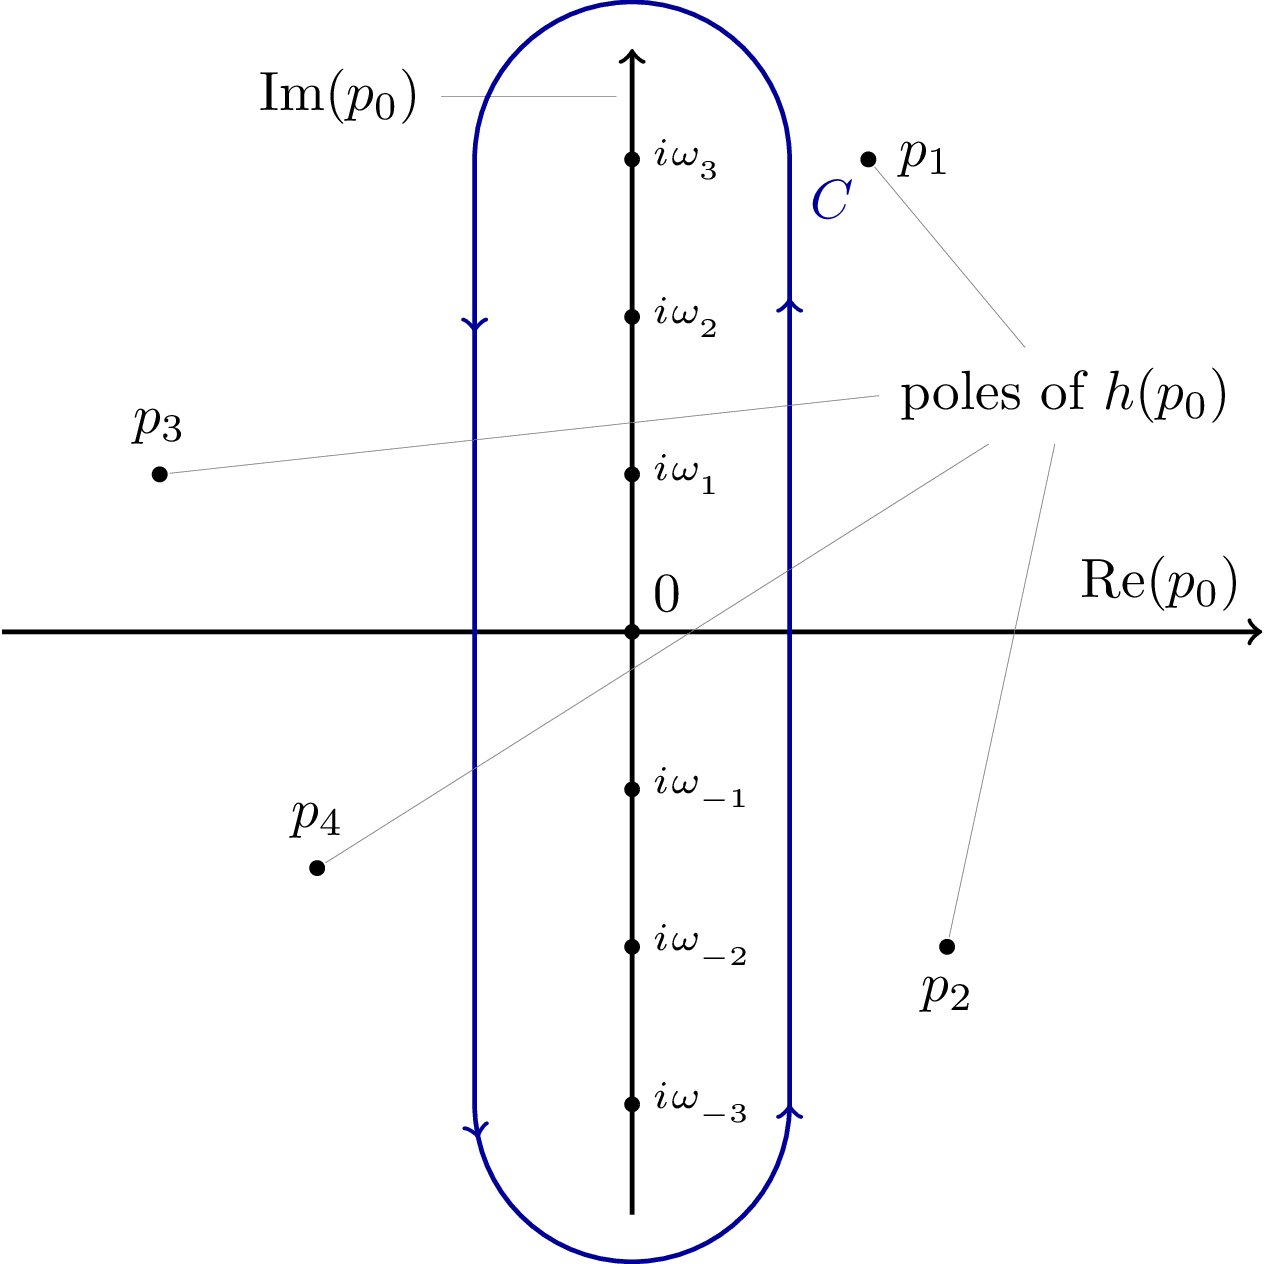 Im(p₀)
iω₃
p₁
C
iω₂
poles of h(p₀)
p₃
iω₁
Re(p₀)
0
iω₋₁
p₄
iω₋₂
p₂
iω₋₃